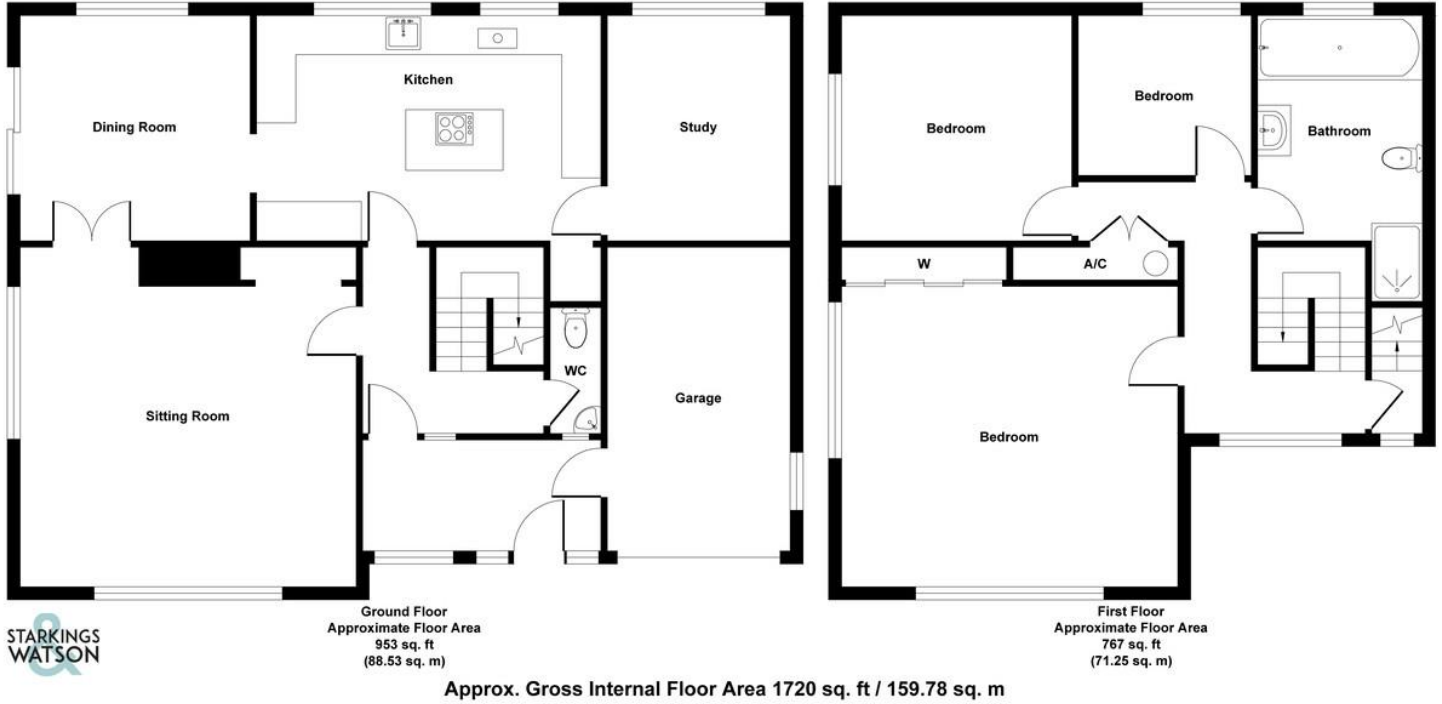 Dining Room
Kitchen
Study
Sitting Room
WC
Garage
Bedroom
Bedroom
Bathroom
W
A/C
Bedroom
Ground Floor
Approximate Floor Area
953 sq. ft
(88.53 sq. m)
First Floor
Approximate Floor Area
767 sq. ft
(71.25 sq. m)
&
STARKINGS
WATSON
Approx. Gross Internal Floor Area 1720 sq. ft / 159.78 sq. m